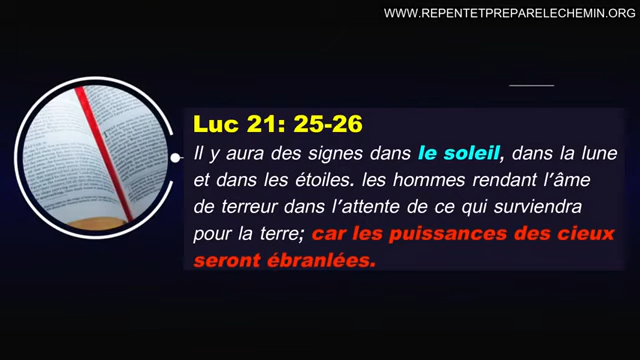 WWW.REPENTETPREPARELECHEMIN.ORG
Luc 21: 25-26
Il y aura des signes dans le soleil, dans la lune
et dans les étoiles. les hommes rendant l'âme
de terreur dans l'attente de ce qui surviendra
pour la terre; car les puissances des cieux
seront ébranlées.